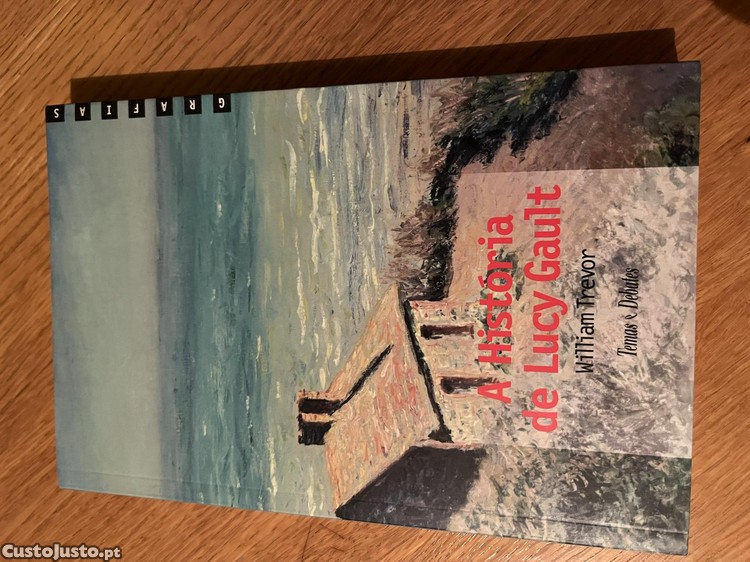 GRAFIAS
A História
de Lucy Gault
William Trevor
Temas e Debates
CustoJusto.pt